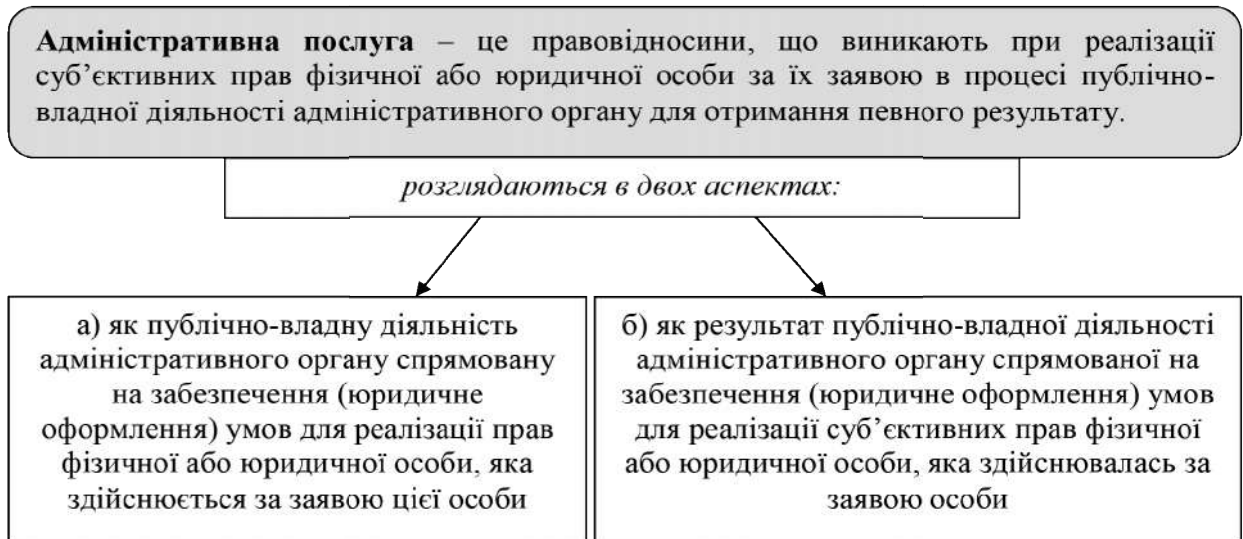 Адміністративна послуга – це правовідносини, що виникають при реалізації
суб’єктивних прав фізичної або юридичної особи за їх заявою в процесі публічно-
владної діяльності адміністративного органу для отримання певного результату.
розглядаються в двох аспектах:
а) як публічно-владну діяльність
адміністративного органу спрямовану
на забезпечення (юридичне
оформлення) умов для реалізації прав
фізичної або юридичної особи, яка
здійснюється за заявою цієї особи
б) як результат публічно-владної діяльності
адміністративного органу спрямованої на
забезпечення (юридичне оформлення) умов
для реалізації суб’єктивних прав фізичної
або юридичної особи, яка здійснювалась за
заявою особи